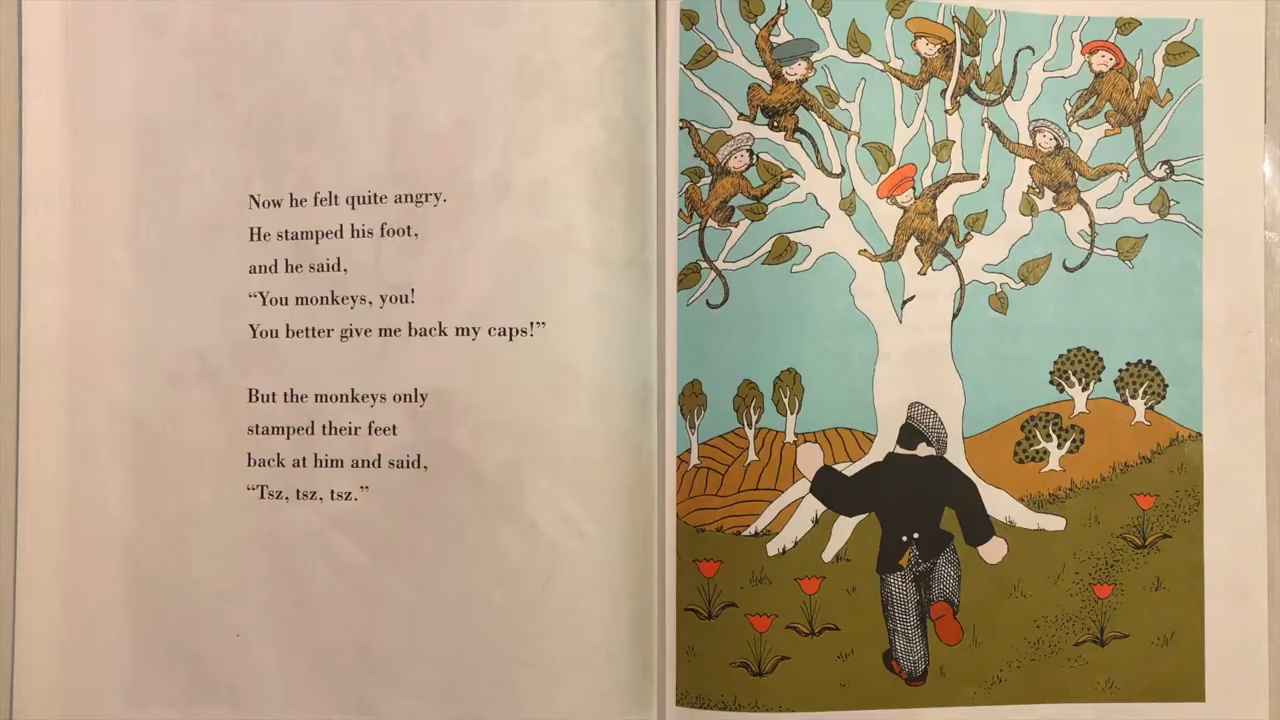 Now he felt quite angry.
He stamped his foot,
and he said,
“You monkeys, you!
You better give me back my caps!”
But the monkeys only
stamped their feet
back at him and said,
“Tsz, tsz, tsz.”